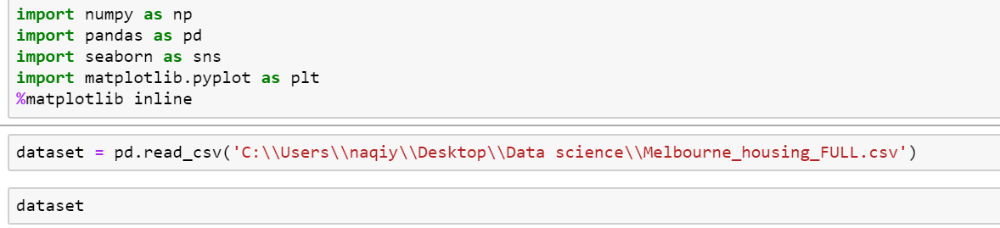 import numpy as np
import pandas as pd
import seaborn as sns
import matplotlib.pyplot as plt
%matplotlib inline
dataset = pd.read_csv('C:\\Users\\naqiy\\Desktop\\Data science\\Melbourne_housing_FULL.csv')
dataset